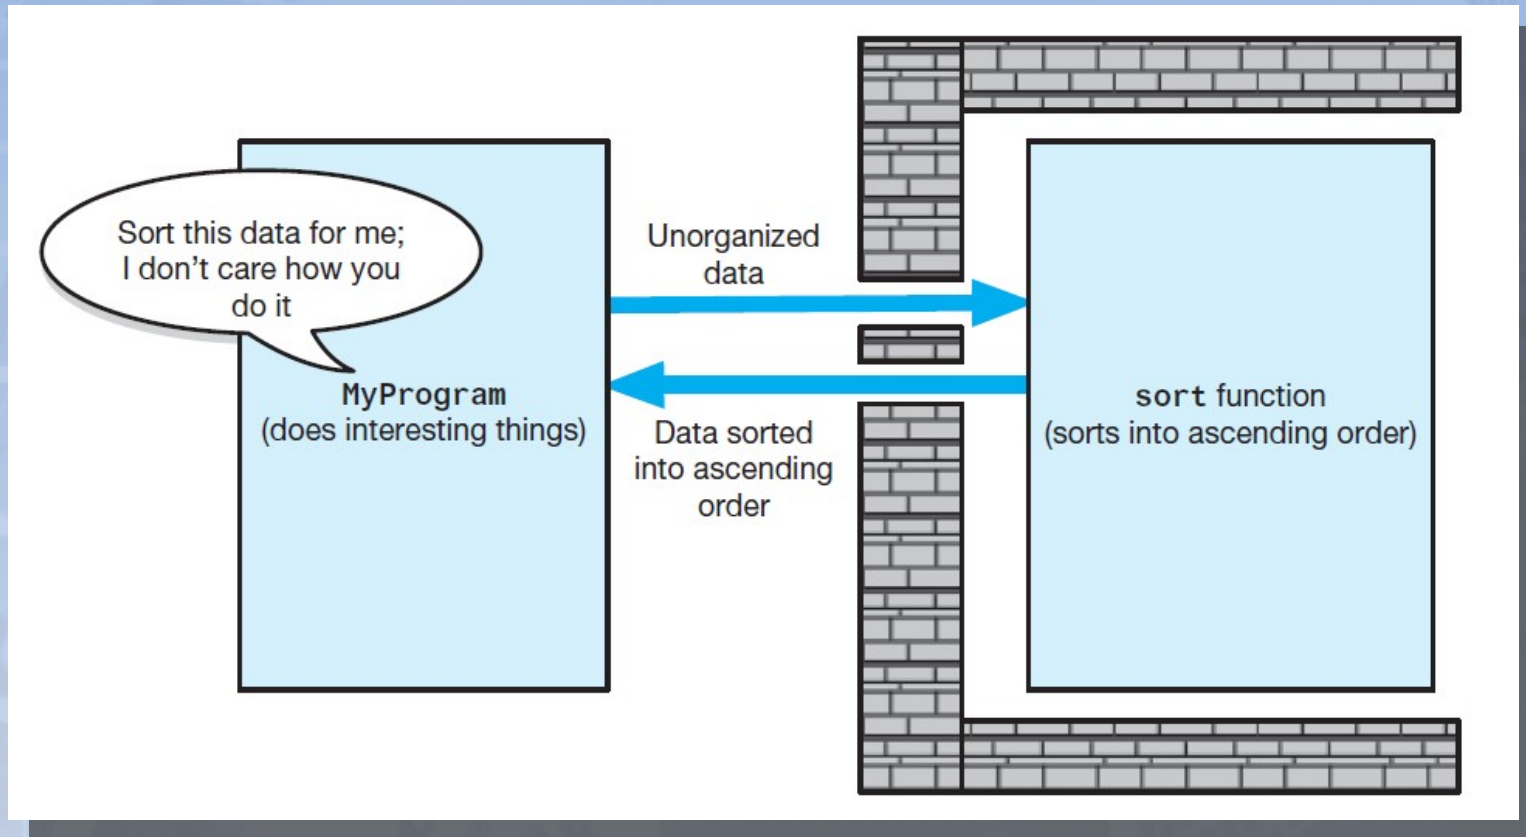 Sort this data for me;
I don’t care how you
do it
MyProgram
(does interesting things)
Unorganized
data
Data sorted
into ascending
order
sort function
(sorts into ascending order)